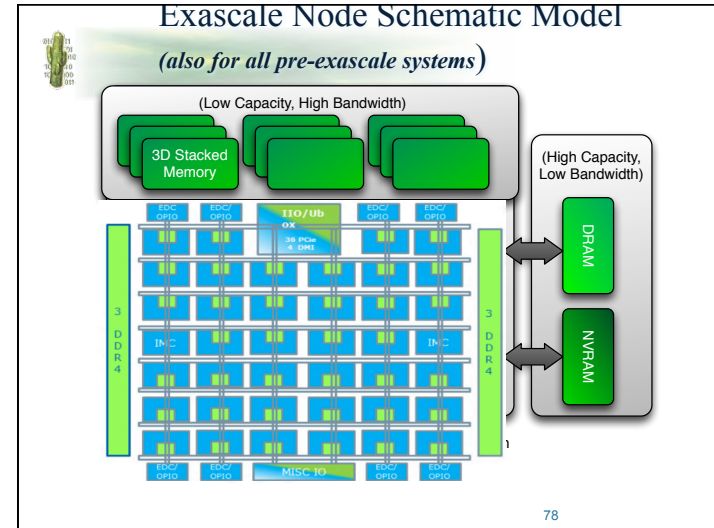 Exascale Node Schematic Model
(also for all pre-exascale systems)
(Low Capacity, High Bandwidth)
3D Stacked
Memory
(High Capacity,
Low Bandwidth)
DRAM
NVRAM
EDC
OPIO
EDC/
OPIO
IIO/Ub
ox
36 PCie
4 DMI
EDC/
OPIO
EDC/
OPIO
3
D
D
R
4
IMC
IMC
3
D
D
R
4
EDC/
OPIO
EDC/
OPIO
MISC IO
EDC/
OPIO
EDC/
OPIO
78